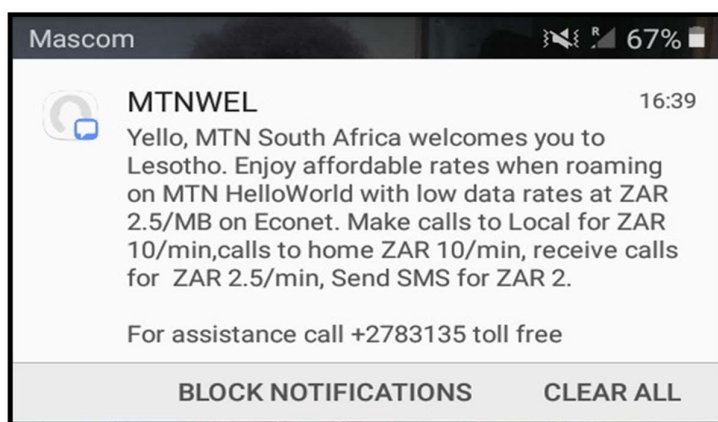 Mascom
R 67%
MTNWEL 16:39
Yello, MTN South Africa welcomes you to
Lesotho. Enjoy affordable rates when roaming
on MTN HelloWorld with low data rates at ZAR
2.5/MB on Econet. Make calls to Local for ZAR
10/min,calls to home ZAR 10/min, receive calls
for  ZAR 2.5/min, Send SMS for ZAR 2.
For assistance call +2783135 toll free
BLOCK NOTIFICATIONS CLEAR ALL